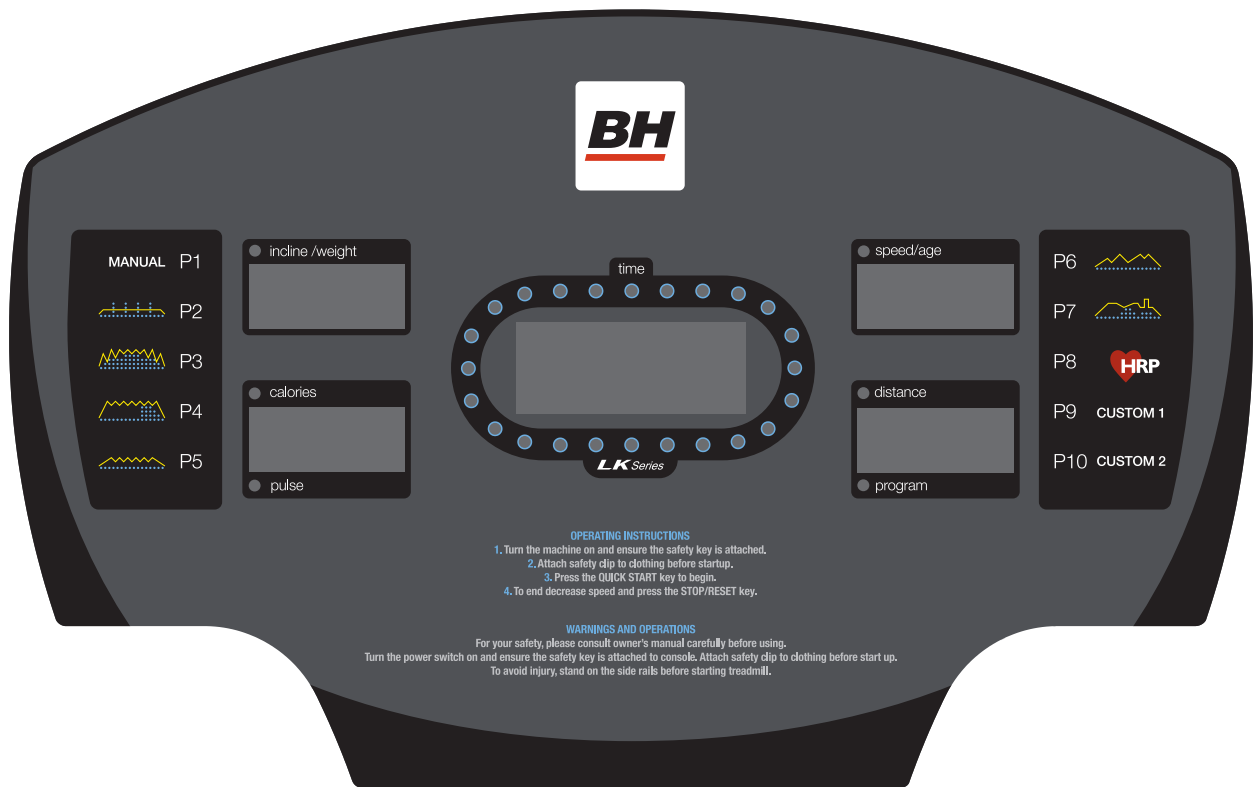 BH
MANUAL P1
P2
P3
P4
P5
incline /weight
calories
pulse
time
LK Series
speed/age
distance
program
P6
P7
P8 HRP
P9 CUSTOM 1
P10 CUSTOM 2
OPERATING INSTRUCTIONS
1. Turn the machine on and ensure the safety key is attached.
2. Attach safety clip to clothing before startup.
3. Press the QUICK START key to begin.
4. To end decrease speed and press the STOP/RESET key.
WARNINGS AND OPERATIONS
For your safety, please consult owner's manual carefully before using.
Turn the power switch on and ensure the safety key is attached to console. Attach safety clip to clothing before start up.
To avoid injury, stand on the side rails before starting treadmill.